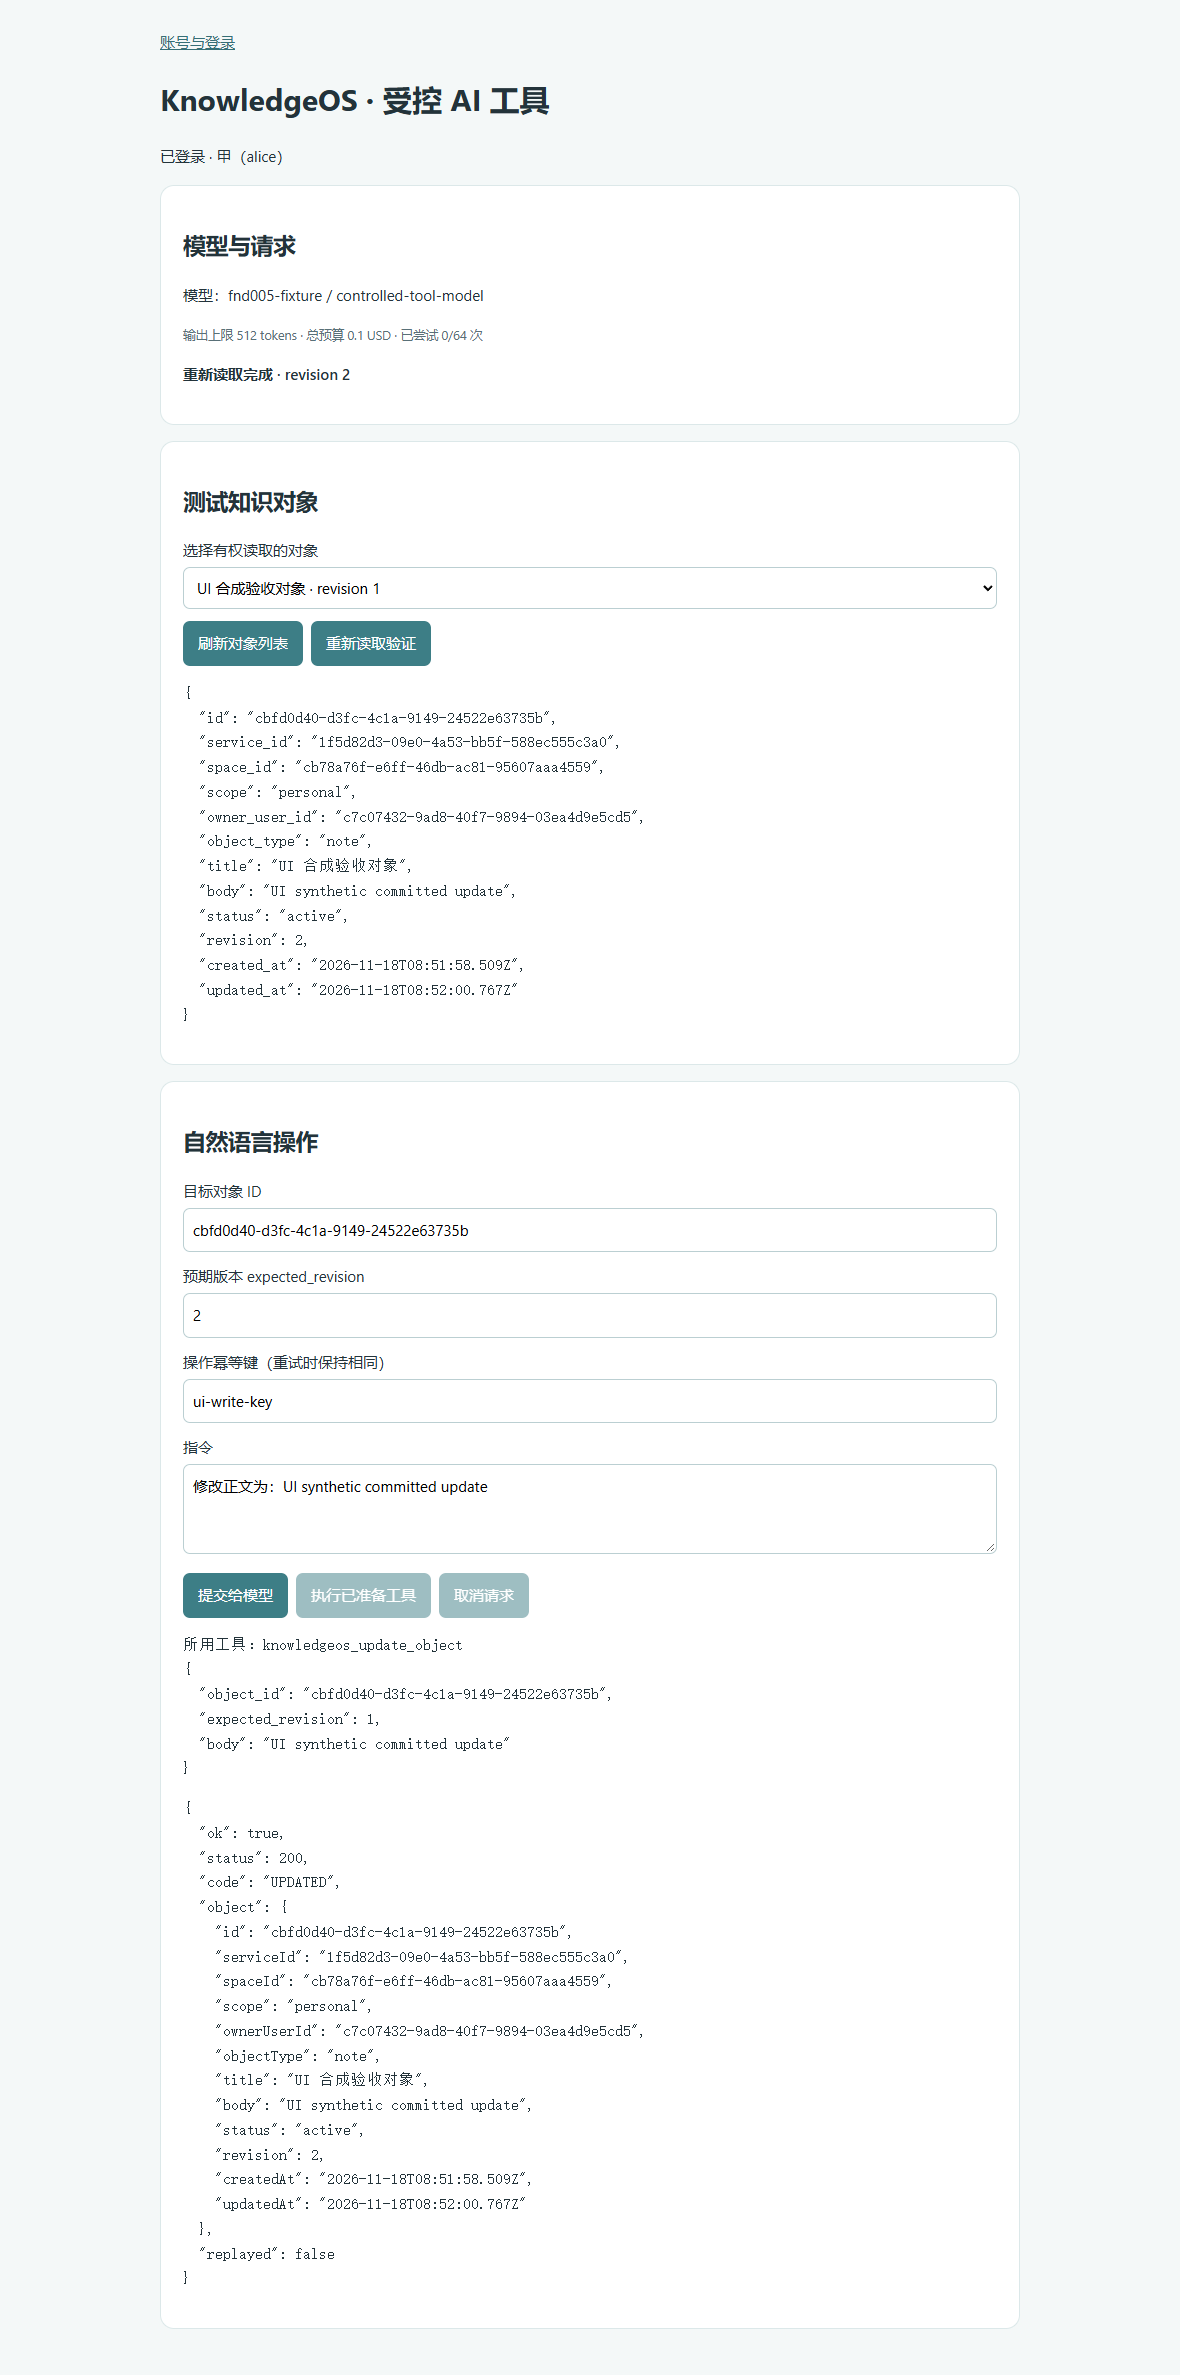 账号与登录
KnowledgeOS · 受控 AI 工具
已登录 · 甲（alice）
模型与请求
模型：fnd005-fixture / controlled-tool-model
输出上限 512 tokens · 总预算 0.1 USD · 已尝试 0/64 次
重新读取完成 · revision 2
测试知识对象
选择有权读取的对象
UI 合成验收对象 · revision 1
刷新对象列表 重新读取验证
{
  "id": "cbfd0d40-d3fc-4c1a-9149-24522e63735b",
  "service_id": "1f5d82d3-09e0-4a53-bb5f-588ec555c3a0",
  "space_id": "cb78a76f-e6ff-46db-ac81-95607aaa4559",
  "scope": "personal",
  "owner_user_id": "c7c07432-9ad8-40f7-9894-03ea4d9e5cd5",
  "object_type": "note",
  "title": "UI 合成验收对象",
  "body": "UI synthetic committed update",
  "status": "active",
  "revision": 2,
  "created_at": "2026-11-18T08:51:58.509Z",
  "updated_at": "2026-11-18T08:52:00.767Z"
}
自然语言操作
目标对象 ID
cbfd0d40-d3fc-4c1a-9149-24522e63735b
预期版本 expected_revision
2
操作幂等键（重试时保持相同）
ui-write-key
指令
修改正文为：UI synthetic committed update
提交给模型 执行已准备工具 取消请求
所用工具：knowledgeos_update_object
{
  "object_id": "cbfd0d40-d3fc-4c1a-9149-24522e63735b",
  "expected_revision": 1,
  "body": "UI synthetic committed update"
}
{
  "ok": true,
  "status": 200,
  "code": "UPDATED",
  "object": {
    "id": "cbfd0d40-d3fc-4c1a-9149-24522e63735b",
    "serviceId": "1f5d82d3-09e0-4a53-bb5f-588ec555c3a0",
    "spaceId": "cb78a76f-e6ff-46db-ac81-95607aaa4559",
    "scope": "personal",
    "ownerUserId": "c7c07432-9ad8-40f7-9894-03ea4d9e5cd5",
    "objectType": "note",
    "title": "UI 合成验收对象",
    "body": "UI synthetic committed update",
    "status": "active",
    "revision": 2,
    "createdAt": "2026-11-18T08:51:58.509Z",
    "updatedAt": "2026-11-18T08:52:00.767Z"
  },
  "replayed": false
}